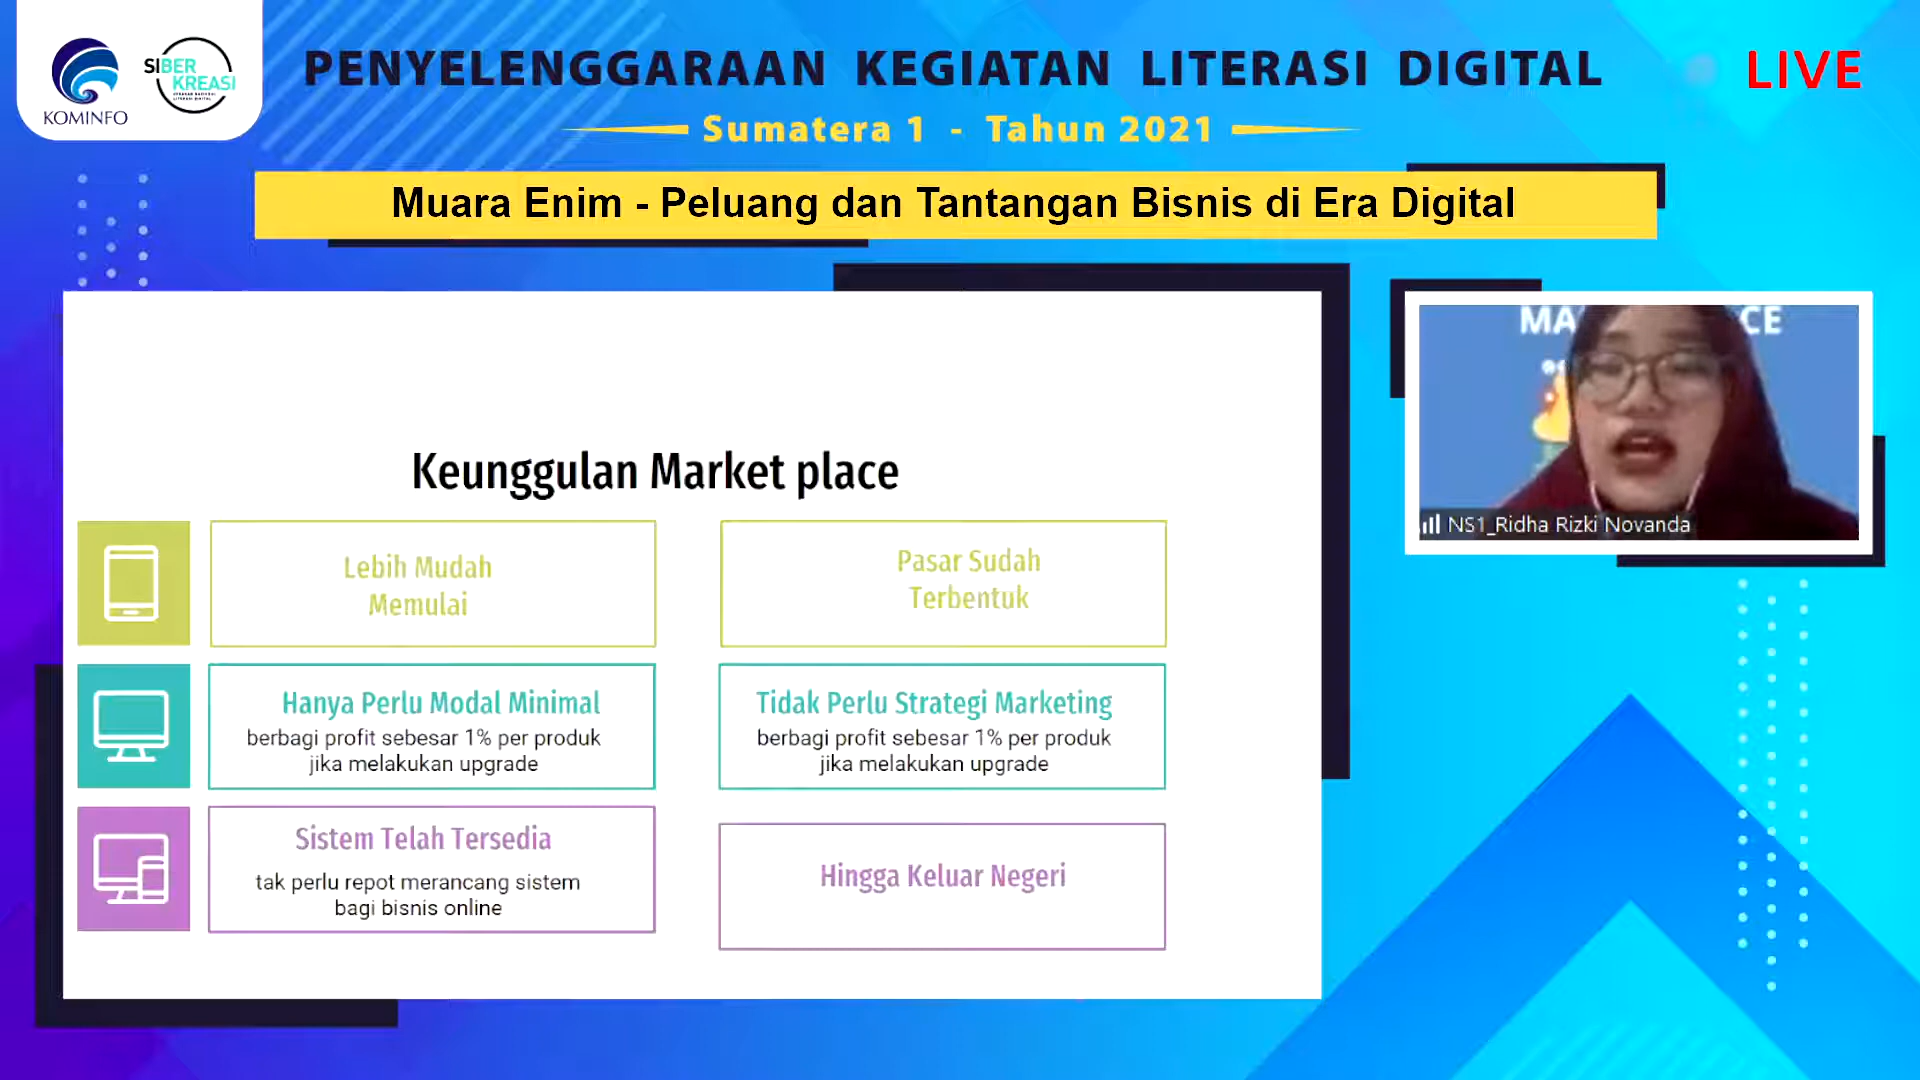 KOMINFO
SIBER
KREASI
PENYELENGGARAAN KEGIATAN LITERASI DIGITAL
LIVE
Sumatera 1 - Tahun 2021
Muara Enim - Peluang dan Tantangan Bisnis di Era Digital
Keunggulan Market place
Lebih Mudah
Memulai
Pasar Sudah
Terbentuk
Hanya Perlu Modal Minimal
berbagi profit sebesar 1% per produk
jika melakukan upgrade
Tidak Perlu Strategi Marketing
berbagi profit sebesar 1% per produk
jika melakukan upgrade
Sistem Telah Tersedia
tak perlu repot merancang sistem
bagi bisnis online
Hingga Keluar Negeri
MA CE
NS1_Ridha Rizki Novanda